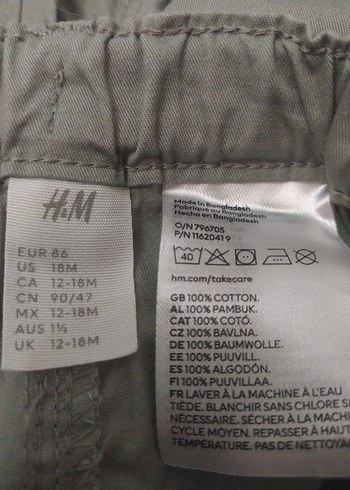 H&M
EUR 86
US 18M
CA 12-18M
CN 90/47
MX 12-18M
AUS 1½
UK 12-18M
Made in Bangladesh
Fabriqué au Bangladesh
Hecho en Bangladesh
O/N 796705
P/N 11620419
40
hm.com/takecare
GB 100% COTTON.
AL 100% PAMBUK.
CAT 100% COTÓ.
CZ 100% BAVLNA.
DE 100% BAUMWOLLE.
EE 100% PUUVILL.
ES 100% ALGODÓN.
FI 100% PUUVILLAA.
FR LAVER À LA MACHINE À L'EAU
TIÈDE. BLANCHIR SANS CHLORE SI
NÉCESSAIRE. SÉCHER À LA MACHI
CYCLE MOYEN. REPASSER À HAUT
TEMPÉRATURE. PAS DE NETTOYA